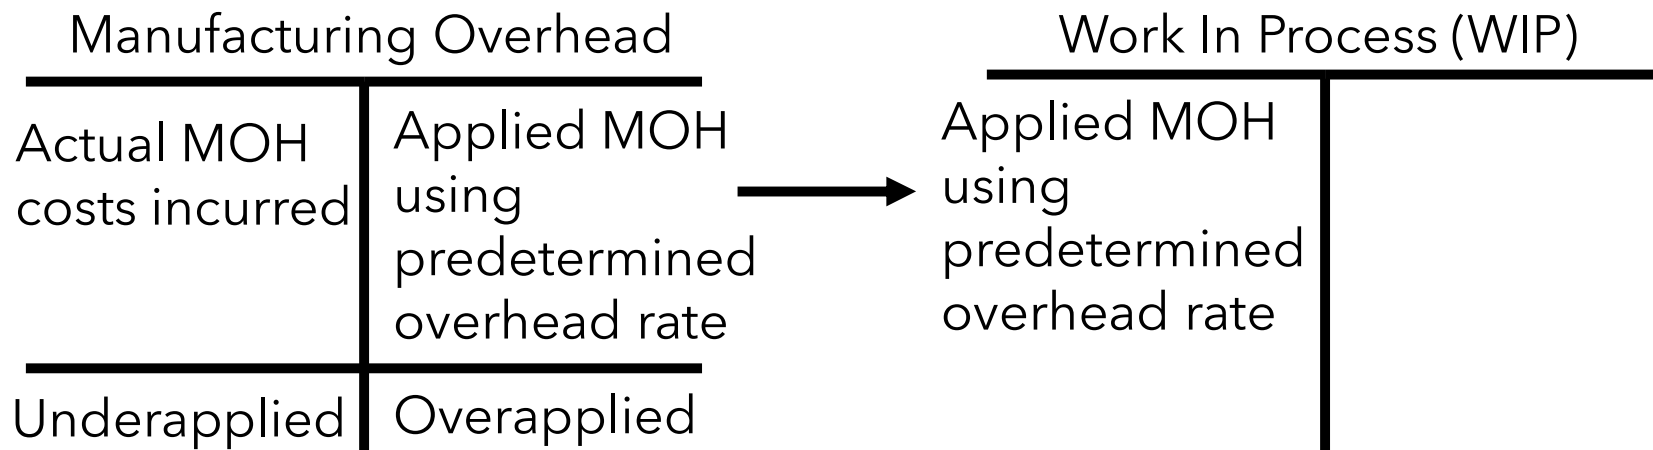 Manufacturing Overhead
Actual MOH
costs incurred
Applied MOH
using
predetermined
overhead rate
Underapplied
Overapplied
Work In Process (WIP)
Applied MOH
using
predetermined
overhead rate